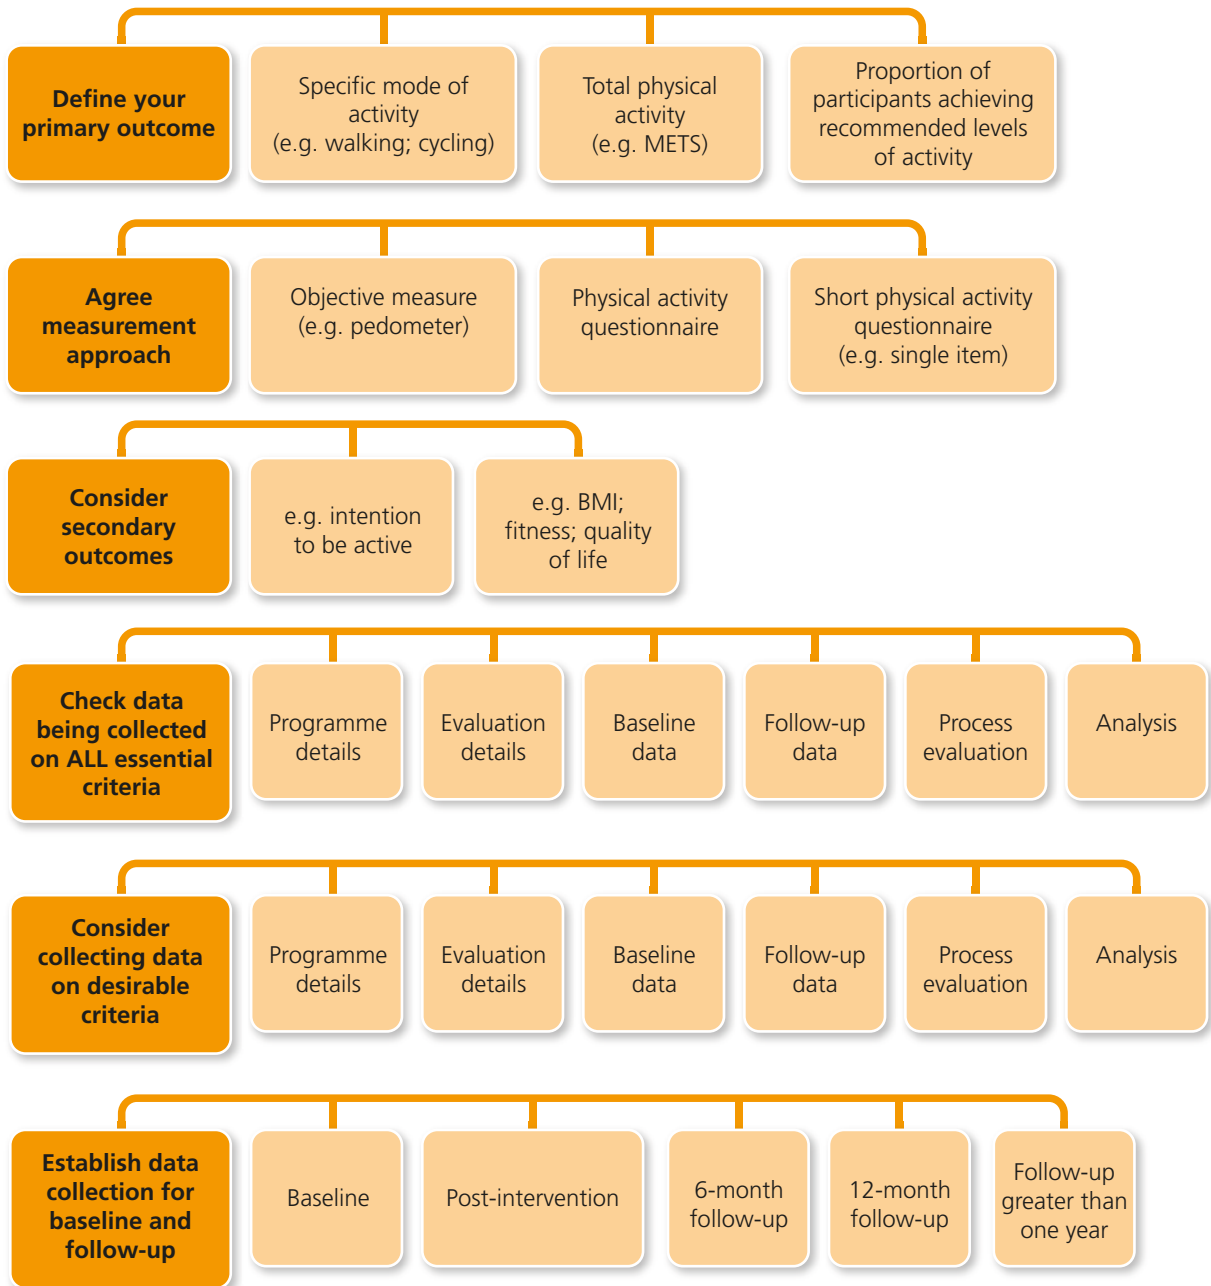 Define your
primary outcome
Specific mode of
activity
(e.g. walking; cycling)
Total physical
activity
(e.g. METS)
Proportion of
participants achieving
recommended levels
of activity
Agree
measurement
approach
Objective measure
(e.g. pedometer)
Physical activity
questionnaire
Short physical activity
questionnaire
(e.g. single item)
Consider
secondary
outcomes
e.g. intention
to be active
e.g. BMI;
fitness; quality
of life
Check data
being collected
on ALL essential
criteria
Programme
details
Evaluation
details
Baseline
data
Follow-up
data
Process
evaluation
Analysis
Consider
collecting data
on desirable
criteria
Programme
details
Evaluation
details
Baseline
data
Follow-up
data
Process
evaluation
Analysis
Establish data
collection for
baseline and
follow-up
Baseline
Post-intervention
6-month
follow-up
12-month
follow-up
Follow-up
greater than
one year